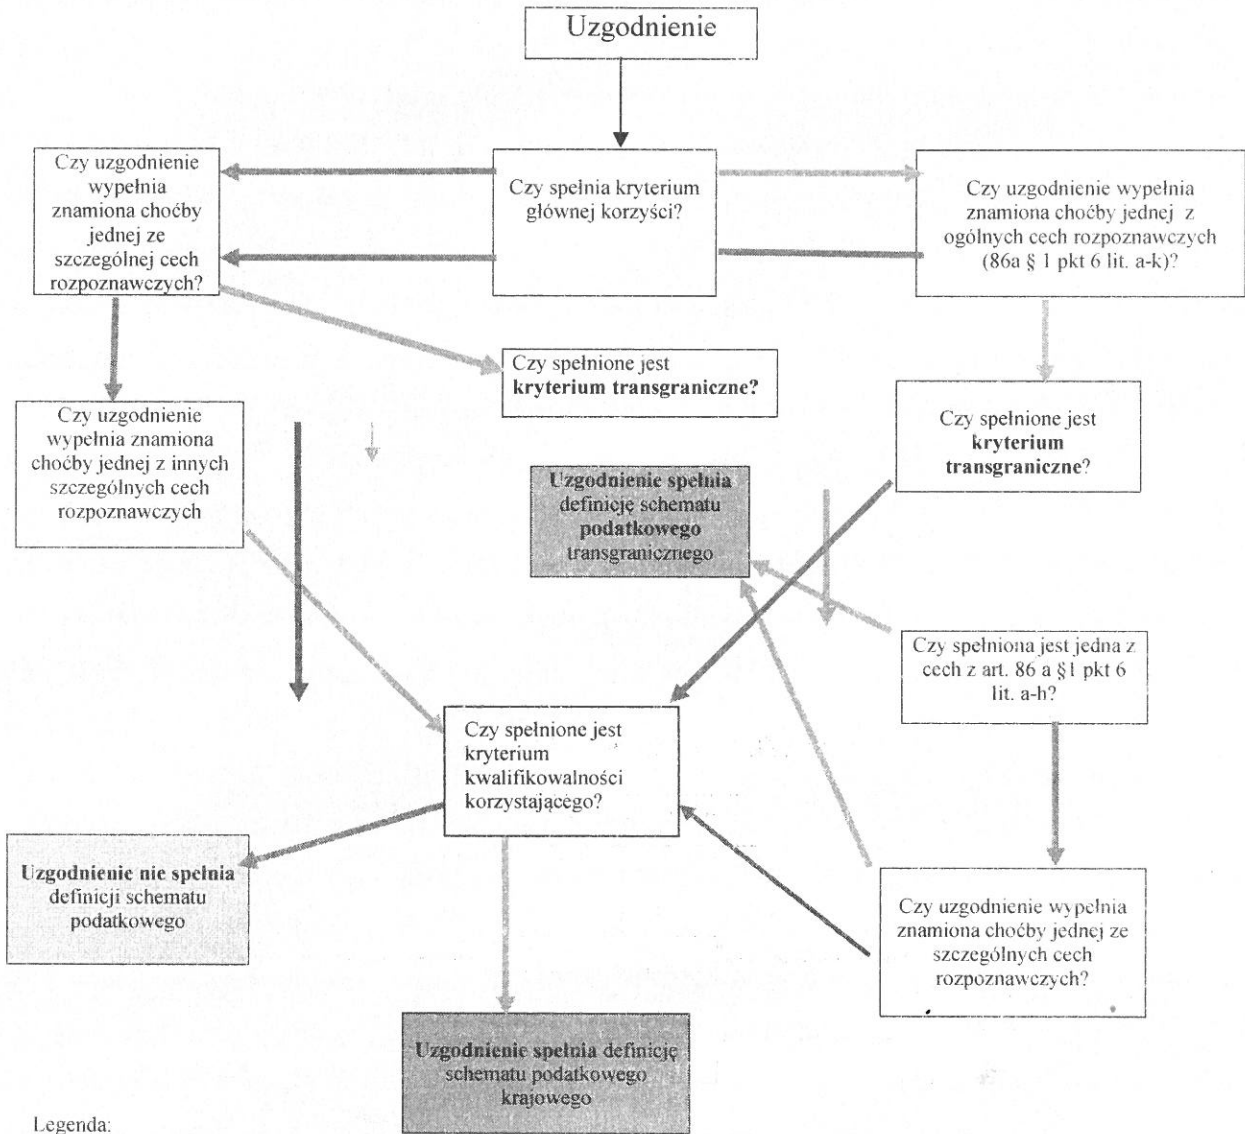 Uzgodnienie
Czy uzgodnienie
wypełnia
znamiona choćby
jednej ze
szczególnej cech
rozpoznawczych?
Czy spełnia kryterium
głównej korzyści?
Czy uzgodnienie wypełnia
znamiona choćby jednej z
ogólnych cech rozpoznawczych
(86a § 1 pkt 6 lit. a-k)?
Czy spełnione jest
kryterium transgraniczne?
Czy uzgodnienie
wypełnia znamiona
choćby jednej z innych
szczególnych cech
rozpoznawczych
Czy spełnione jest
kryterium
transgraniczne?
Uzgodnienie spełnia
definicję schematu
podatkowego
transgranicznego
Czy spełniona jest jedna z
cech z art. 86 a §1 pkt 6
lit. a-h?
Czy spełnione jest
kryterium
kwalifikowalności
korzystającego?
Uzgodnienie nie spełnia
definicji schematu
podatkowego
Czy uzgodnienie wypełnia
znamiona choćby jednej ze
szczególnych cech
rozpoznawczych?
Uzgodnienie spełnia definicję
schematu podatkowego
krajowego
Legenda: